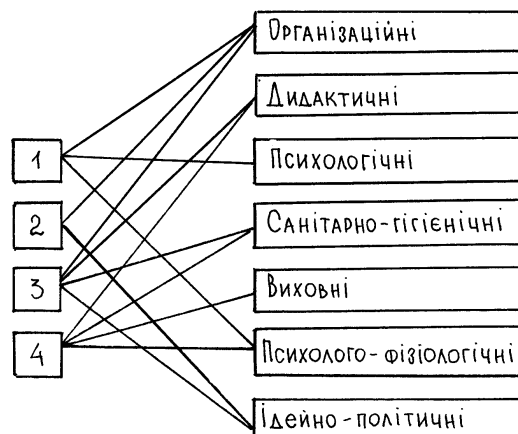 Організаційні
Дидактичні
Психологічні
Санітарно-гігієнічні
Виховні
Психолого-фізіологічні
Ідейно-політичні
1
2
3
4